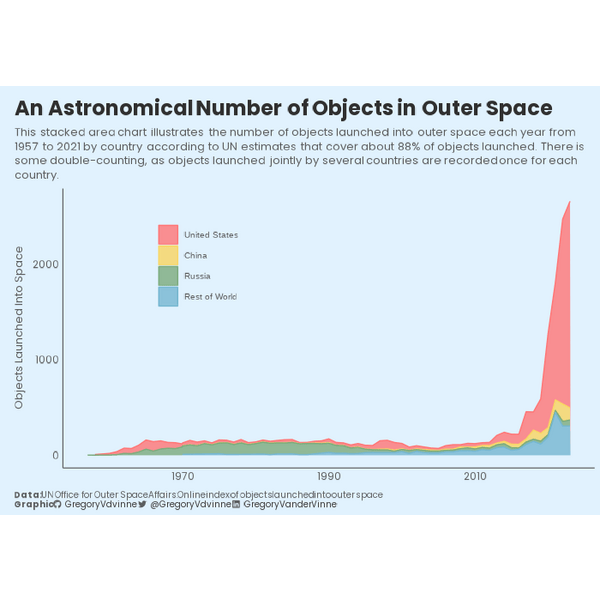 An Astronomical Number of Objects in Outer Space
This stacked area chart illustrates the number of objects launched into outer space each year from
1957 to 2021 by country according to UN estimates that cover about 88% of objects launched. There is
some double-counting, as objects launched jointly by several countries are recorded once for each
country.
Objects Launched Into Space
2000
1000
0
United States
China
Russia
Rest of World
1970
1990
2010
Data: UN Office for Outer Space Affairs Online index of objects launched into outer space
Graphic: GregoryVdvinne @GregoryVdvinne GregoryVanderVinne